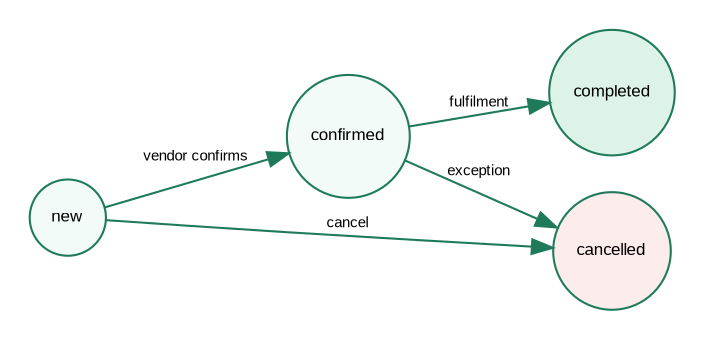 completed
fulfilment
confirmed
vendor confirms
exception
new
cancel
cancelled